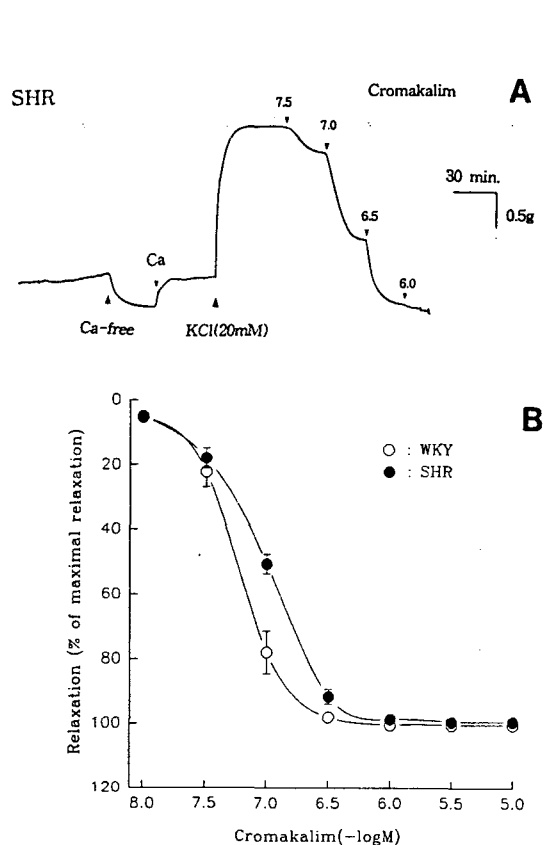 SHR
Cromakalim
A
7.5
7.0
30 min.
0.5g
6.5
Ca
6.0
Ca-free
KCl(20mM)
B
0
20
40
60
80
100
120
Relaxation (% of maximal relaxation)
○ : WKY
● : SHR
8.0 7.5 7.0 6.5 6.0 5.5 5.0
Cromakalim(-logM)